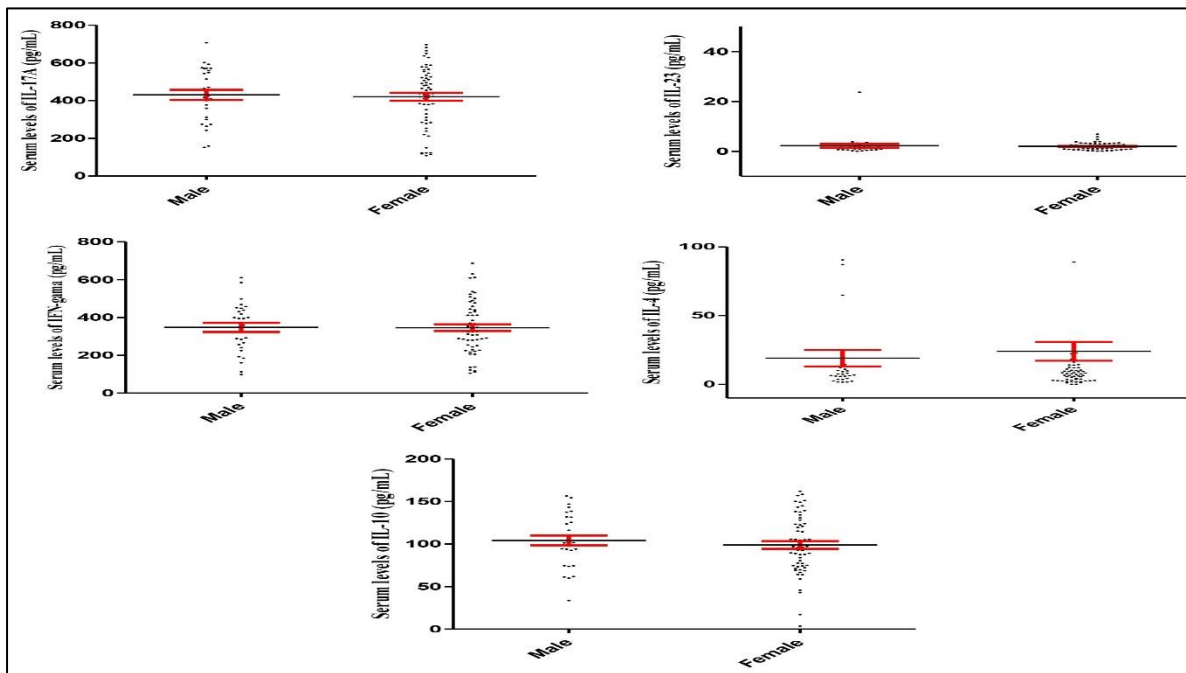 Serum levels of IL-17A (pg/mL)
800
600
400
200
0
Male
Female
Serum levels of IL-23 (pg/mL)
40
20
0
Male
Female
Serum levels of IFN-gama (pg/mL)
800
600
400
200
0
Male
Female
Serum levels of IL-4 (pg/mL)
100
50
0
Male
Female
Serum levels of IL-10 (pg/mL)
200
150
100
50
0
Male
Female